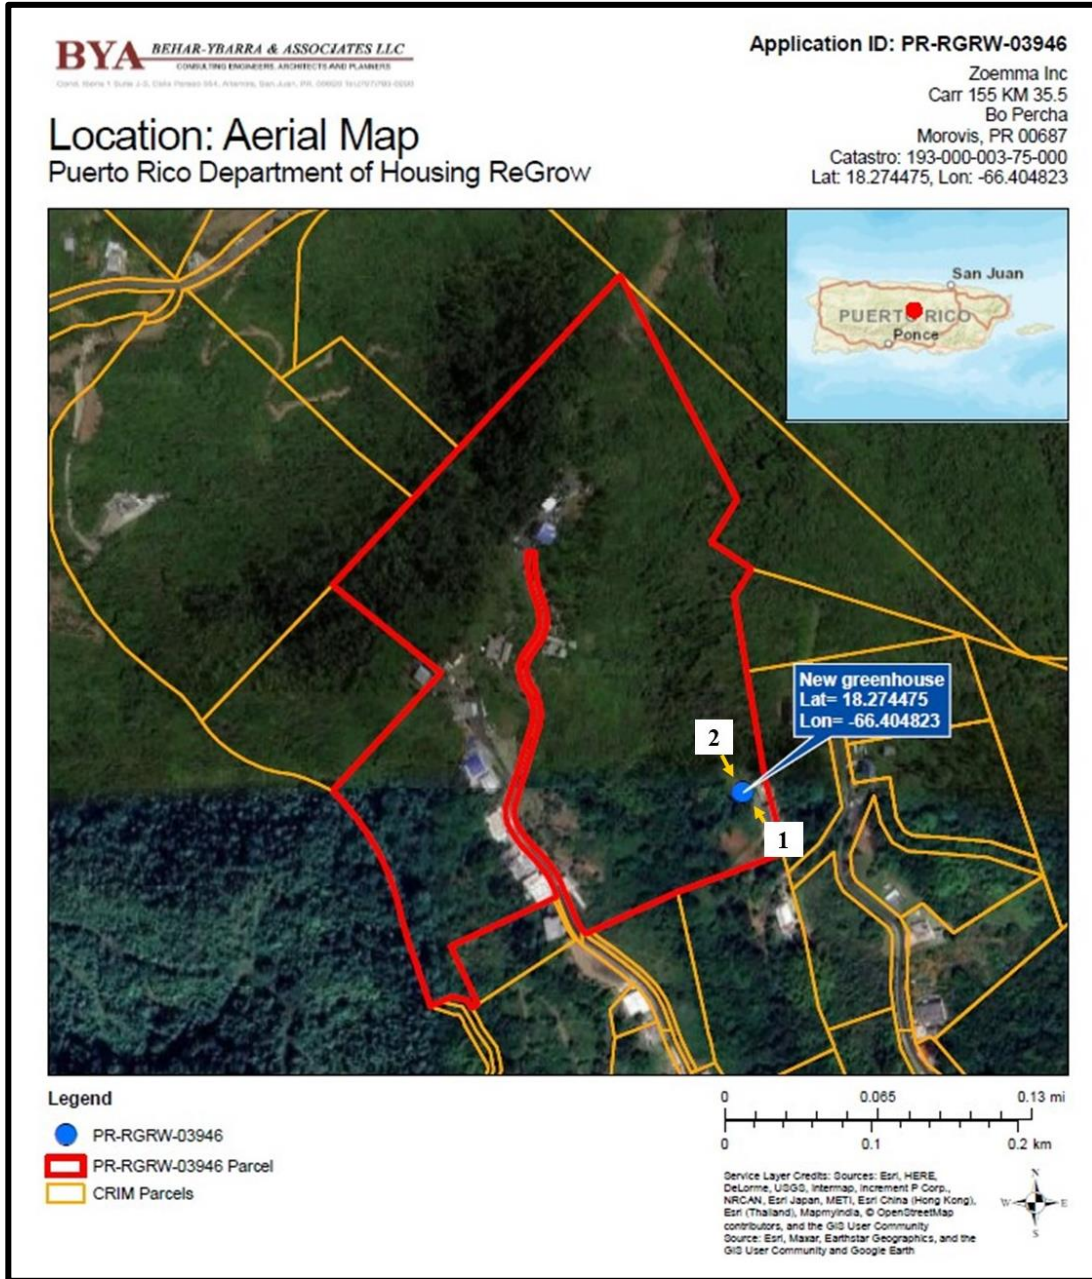 BYA BEHAR-YBARRA & ASSOCIATES LLC
CONSULTING ENGINEERS, ARCHITECTS AND PLANNERS
Application ID: PR-RGRW-03946
Zoemma Inc
Carr 155 KM 35.5
Bo Percha
Morovis, PR 00687
Catastro: 193-000-003-75-000
Lat: 18.274475, Lon: -66.404823
Location: Aerial Map
Puerto Rico Department of Housing ReGrow
San Juan
PUERTO RICO
Ponce
New greenhouse
Lat= 18.274475
Lon= -66.404823
2
1
Legend
PR-RGRW-03946
PR-RGRW-03946 Parcel
CRIM Parcels
0 0.065 0.13 mi
0 0.1 0.2 km
Service Layer Credits: Sources: Esri, HERE,
DeLorme, USGS, Intermap, Increment P Corp.,
NRCAN, Esri Japan, METI, Esri China (Hong Kong),
Esri (Thailand), MapmyIndia, © OpenStreetMap
contributors, and the GIS User Community
Source: Esri, Maxar, Earthstar Geographics, and the
GIS User Community and Google Earth
N
W E
S